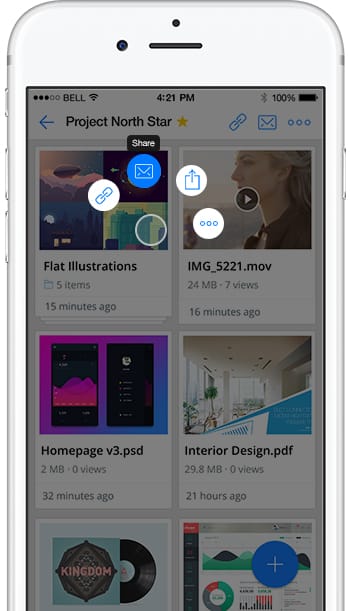 BELL 4:21 PM 100%
Project North Star
Share
Flat Illustrations
5 items
15 minutes ago
IMG_5221.mov
24 MB · 7 views
16 minutes ago
Homepage v3.psd
2 MB · 0 views
32 minutes ago
Interior Design.pdf
29.8 MB · 0 views
21 hours ago
KINGDOM